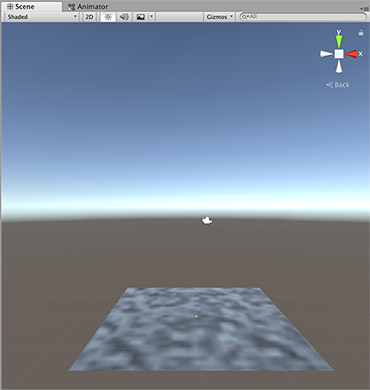 Scene Animator
Shaded 2D Gizmos All
y
x
Back